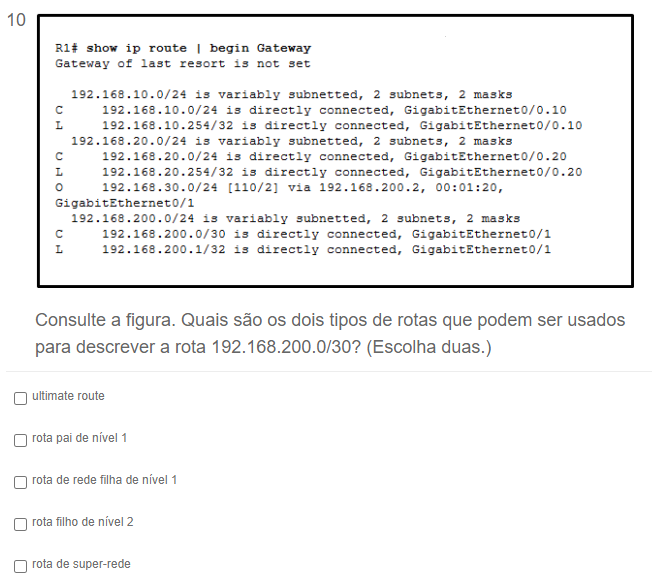 10
R1# show ip route | begin Gateway
Gateway of last resort is not set
192.168.10.0/24 is variably subnetted, 2 subnets, 2 masks
C 192.168.10.0/24 is directly connected, GigabitEthernet0/0.10
L 192.168.10.254/32 is directly connected, GigabitEthernet0/0.10
192.168.20.0/24 is variably subnetted, 2 subnets, 2 masks
C 192.168.20.0/24 is directly connected, GigabitEthernet0/0.20
L 192.168.20.254/32 is directly connected, GigabitEthernet0/0.20
O 192.168.30.0/24 [110/2] via 192.168.200.2, 00:01:20,
GigabitEthernet0/1
192.168.200.0/24 is variably subnetted, 2 subnets, 2 masks
C 192.168.200.0/30 is directly connected, GigabitEthernet0/1
L 192.168.200.1/32 is directly connected, GigabitEthernet0/1
Consulte a figura. Quais são os dois tipos de rotas que podem ser usados
para descrever a rota 192.168.200.0/30? (Escolha duas.)
ultimate route
rota pai de nível 1
rota de rede filha de nível 1
rota filho de nível 2
rota de super-rede